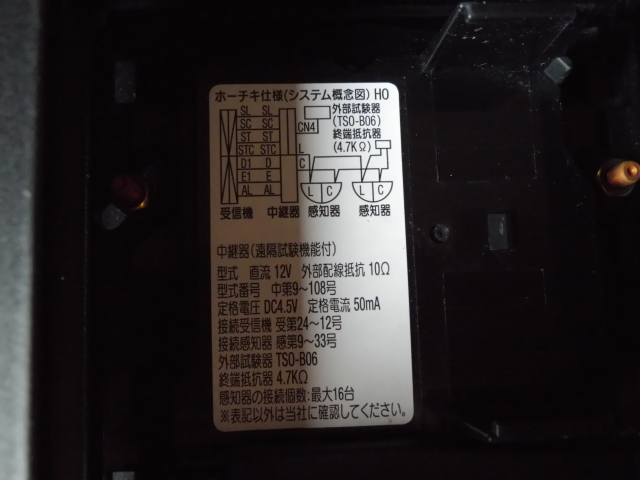 ホーチキ仕様(システム概念図) HO
SL SL
SC SC
ST ST
STC STC
D1 D
E1 E
AL AL
CN4
L
C
外部試験器
(TSO-B06)
終端抵抗器
(4.7KΩ)
L C
L C
受信機 中継器 感知器 感知器
中継器(遠隔試験機能付)
型式 直流 12V 外部配線抵抗 10Ω
型式番号 中第9～108号
定格電圧 DC4.5V 定格電流 50mA
接続受信機 受第24～12号
接続感知器 感第9～33号
外部試験器 TSO-B06
終端抵抗器 4.7KΩ
感知器の接続個数:最大16台
※表記以外は当社に確認してください。